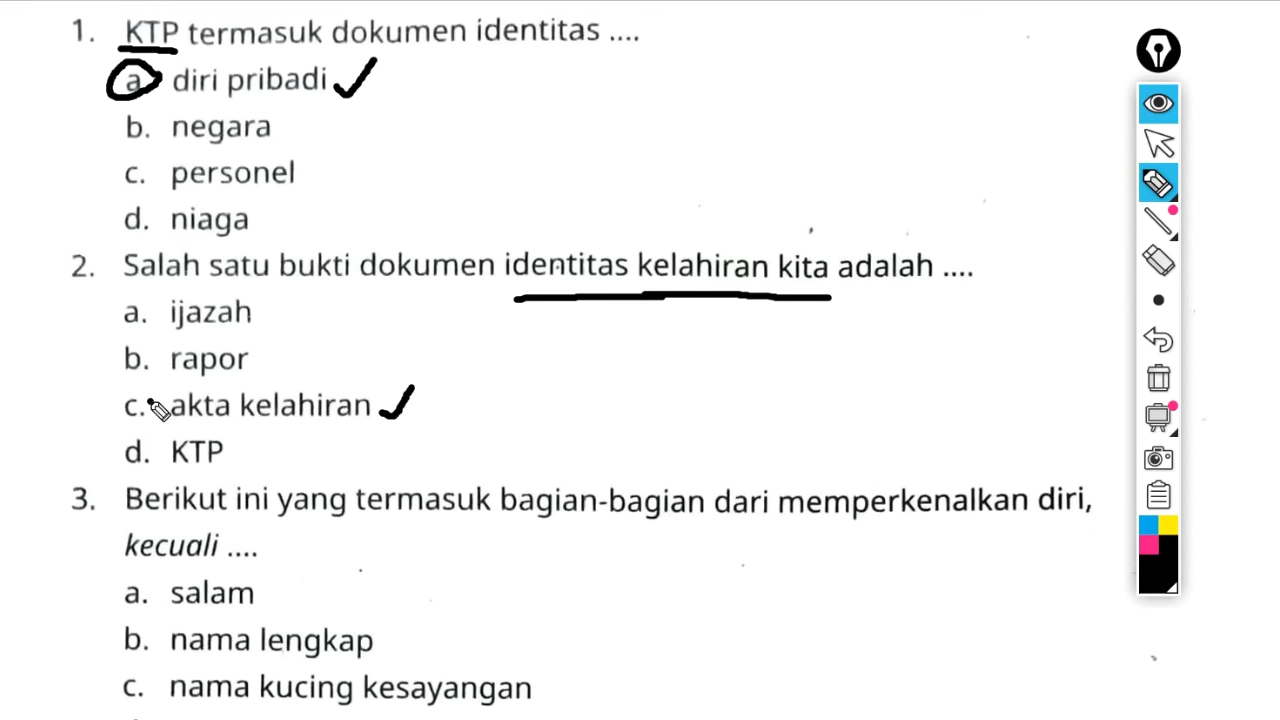 1. KTP termasuk dokumen identitas ....
a. diri pribadi
b. negara
c. personel
d. niaga
2. Salah satu bukti dokumen identitas kelahiran kita adalah ....
a. ijazah
b. rapor
c. akta kelahiran
d. KTP
3. Berikut ini yang termasuk bagian-bagian dari memperkenalkan diri,
kecuali ....
a. salam
b. nama lengkap
c. nama kucing kesayangan